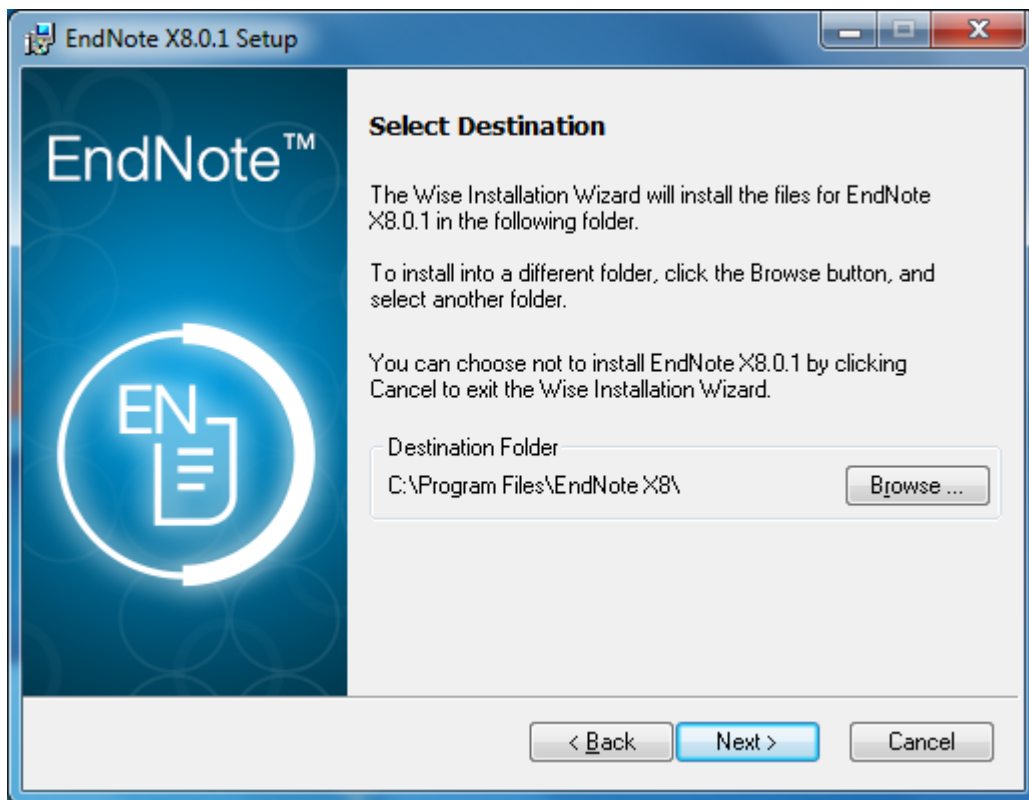 EndNote X8.0.1 Setup
EndNote™
EN
Select Destination
The Wise Installation Wizard will install the files for EndNote
X8.0.1 in the following folder.
To install into a different folder, click the Browse button, and
select another folder.
You can choose not to install EndNote X8.0.1 by clicking
Cancel to exit the Wise Installation Wizard.
Destination Folder
C:\Program Files\EndNote X8\
Browse ...
< Back
Next >
Cancel